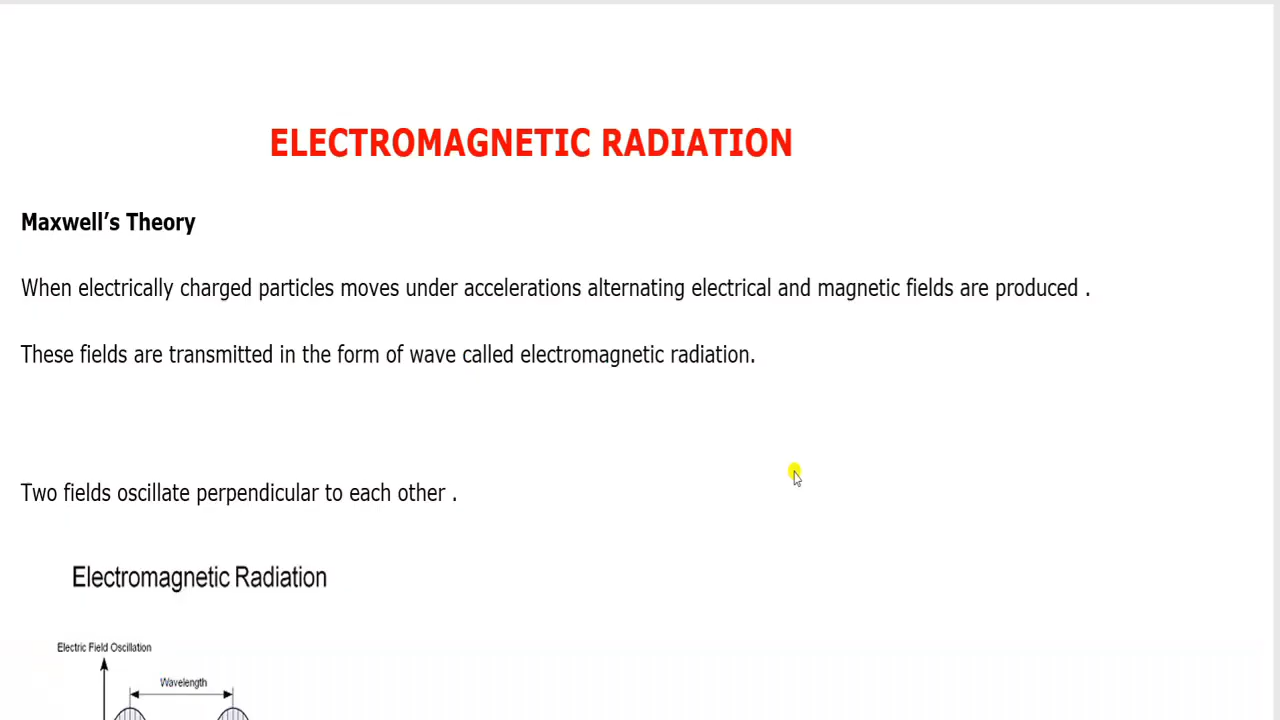 ELECTROMAGNETIC RADIATION
Maxwell’s Theory
When electrically charged particles moves under accelerations alternating electrical and magnetic fields are produced .
These fields are transmitted in the form of wave called electromagnetic radiation.
Two fields oscillate perpendicular to each other .
Electromagnetic Radiation
Electric Field Oscillation
Wavelength